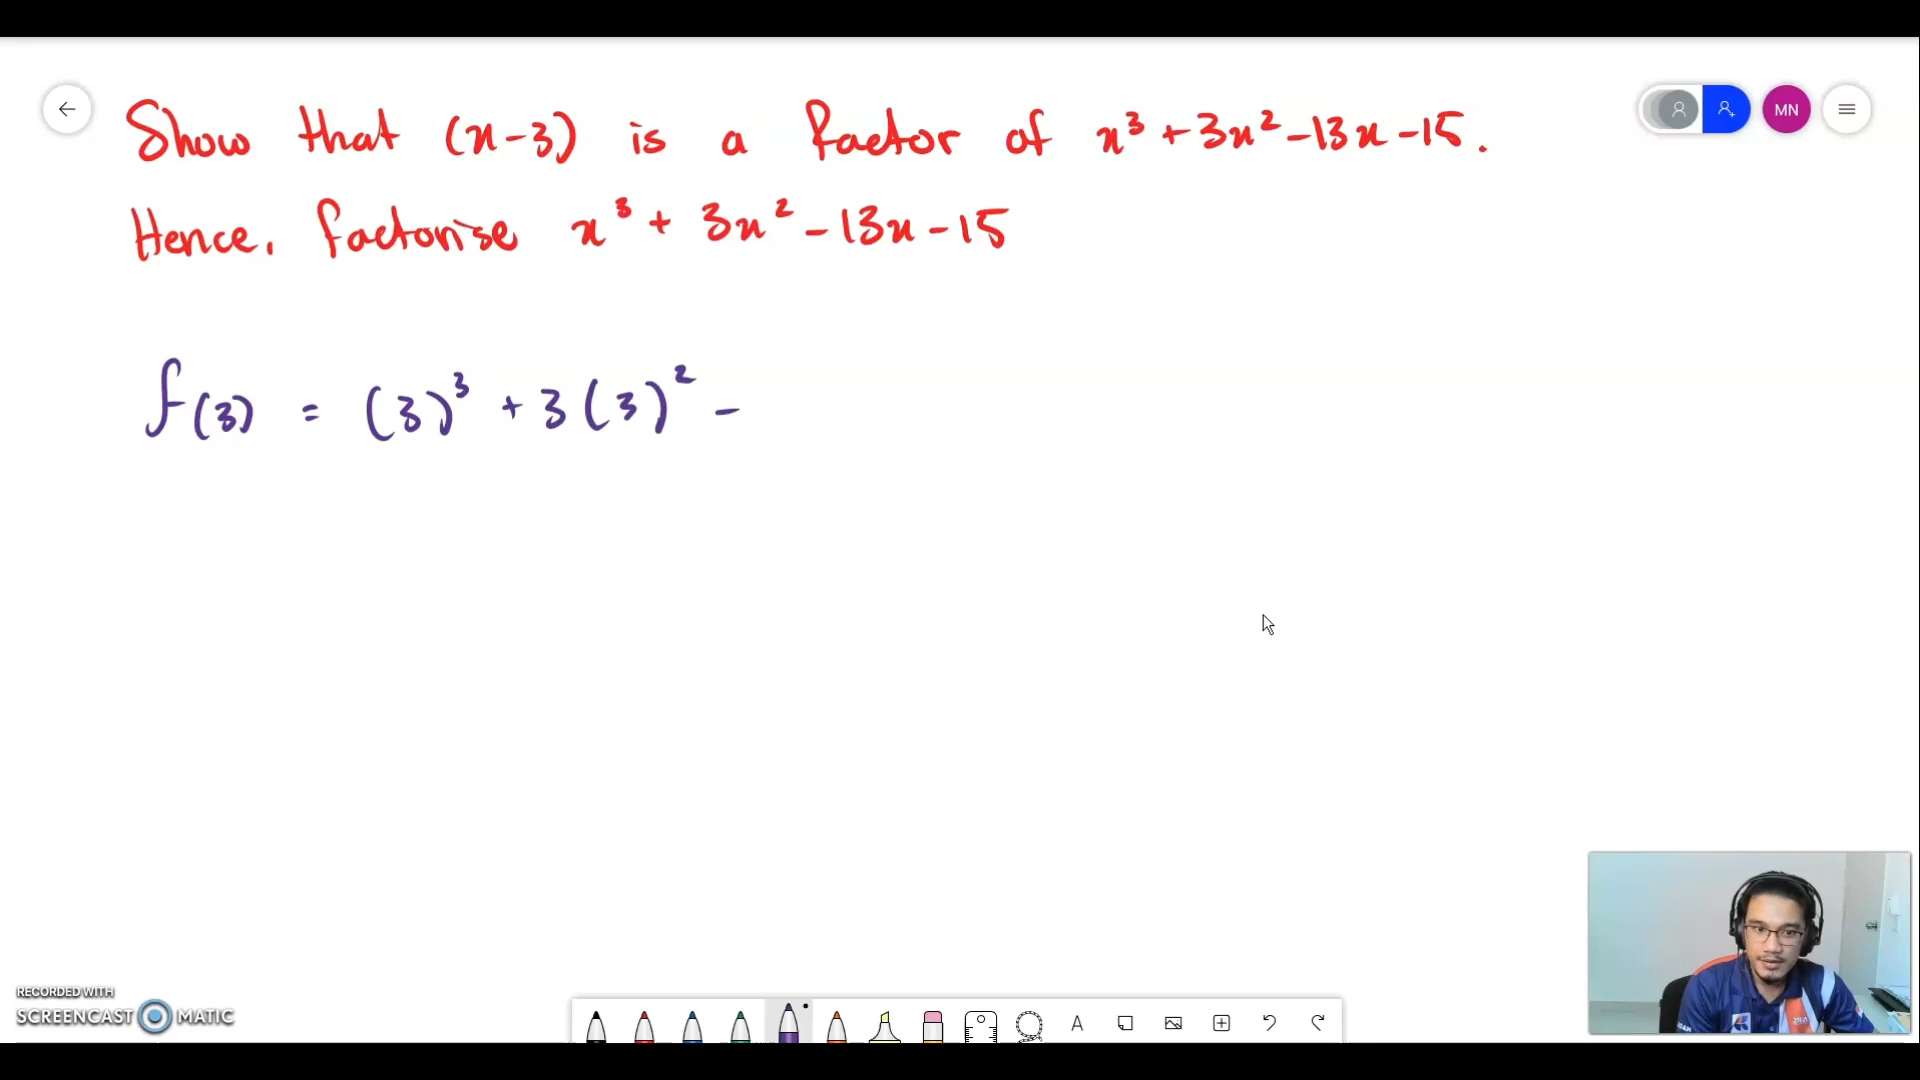 Show that (x-3) is a factor of x³ + 3x² - 13x - 15.
Hence, factorise x³ + 3x² - 13x - 15
f(3) = (3)³ + 3(3)² -
MN
A
RECORDED WITH
SCREENCAST MATIC